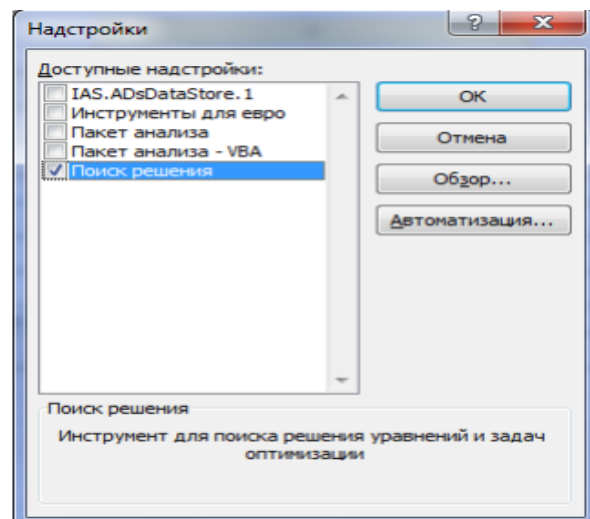 Надстройки
Доступные надстройки:
IAS.ADsDataStore.1
Инструменты для евро
Пакет анализа
Пакет анализа - VBA
Поиск решения
OK
Отмена
Обзор...
Автоматизация...
Поиск решения
Инструмент для поиска решения уравнений и задач
оптимизации